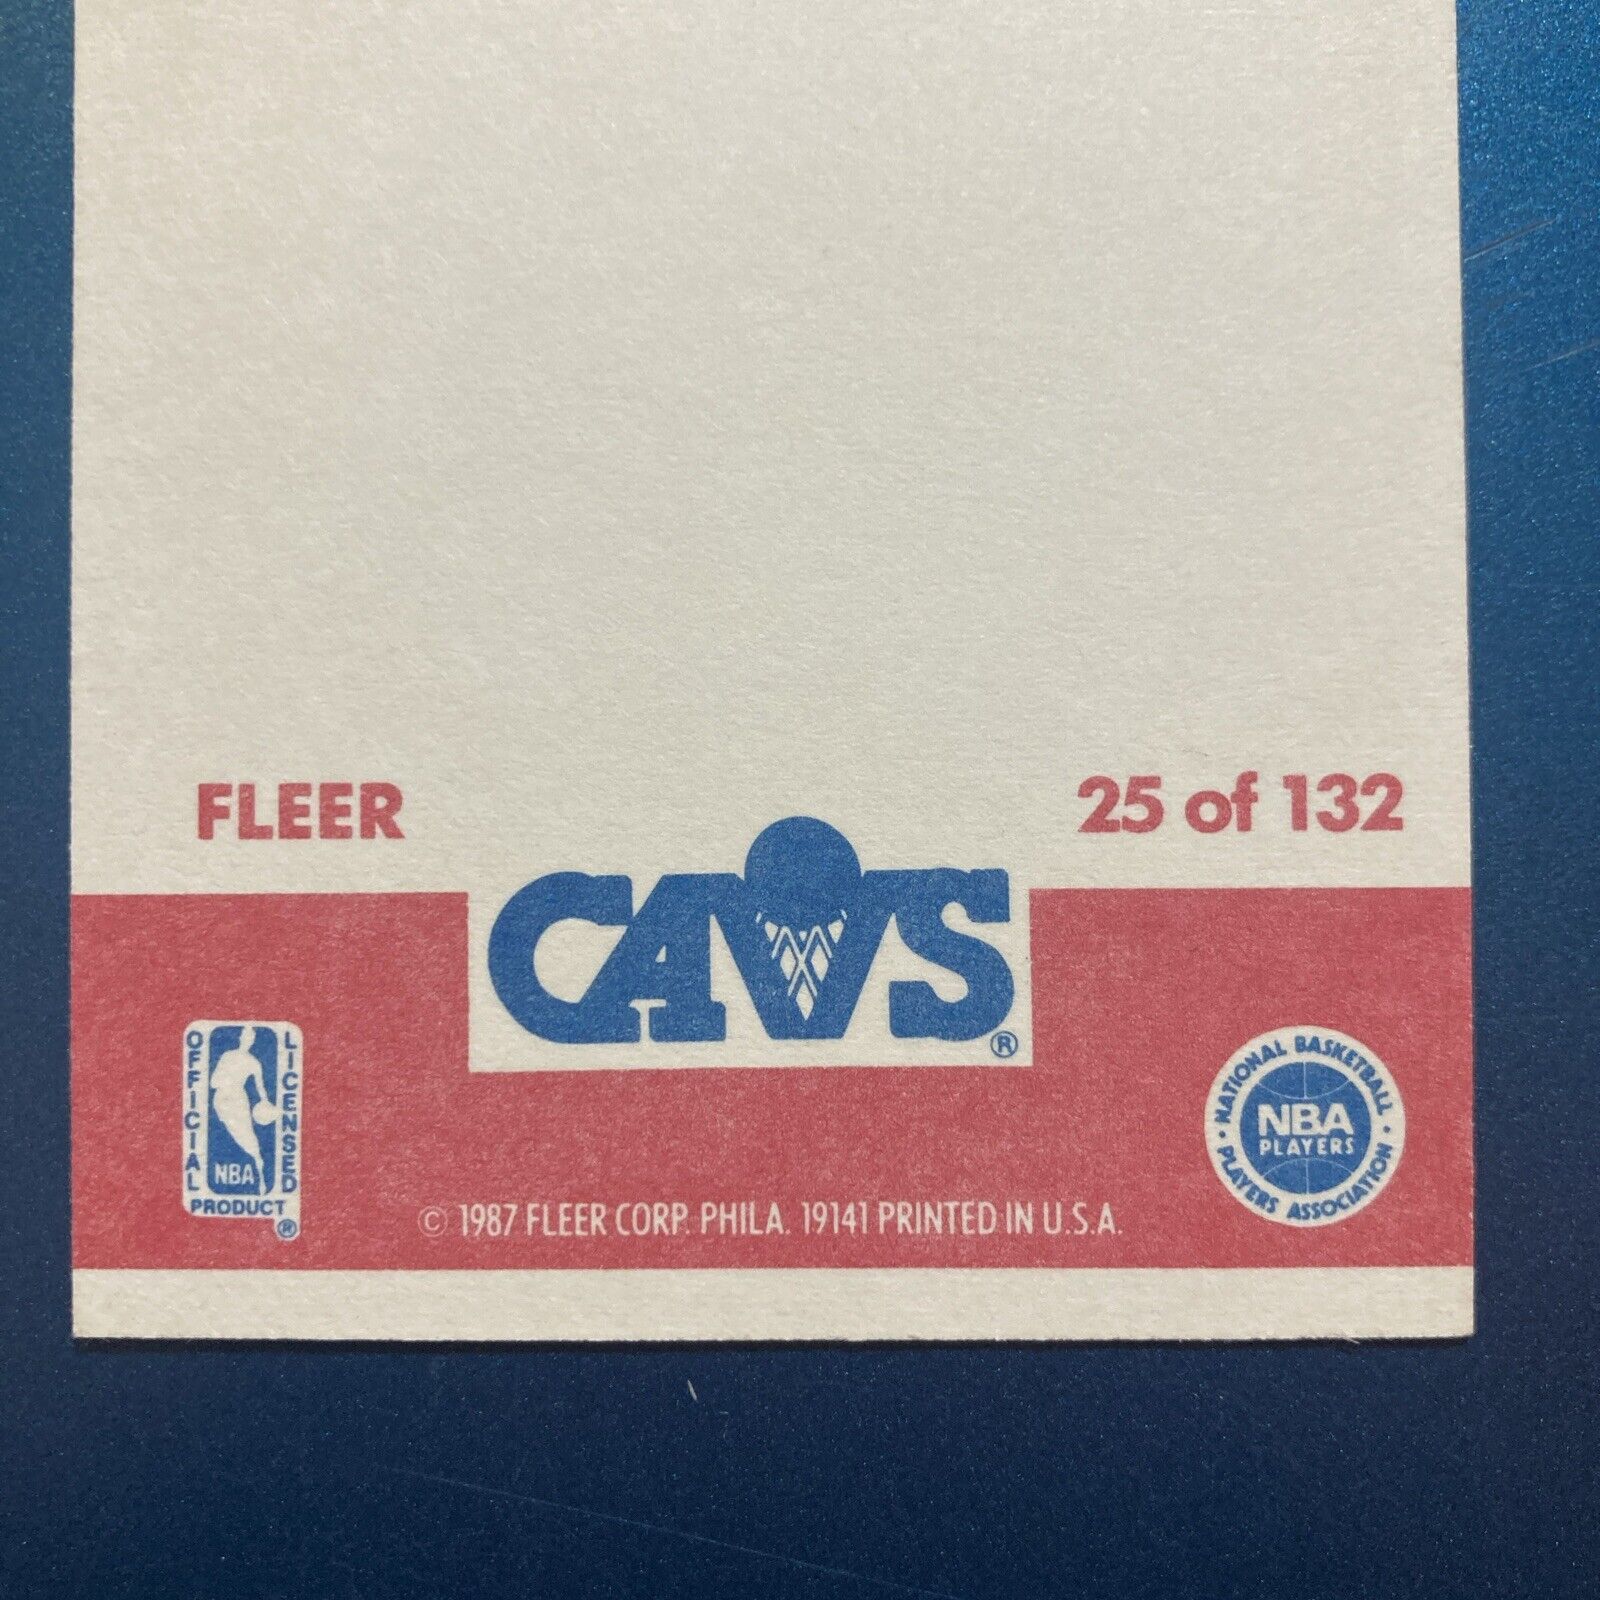 FLEER
25 of 132
CAVS®
OFFICIAL LICENSED
NBA
PRODUCT
®
© 1987 FLEER CORP. PHILA. 19141 PRINTED IN U.S.A.
NATIONAL BASKETBALL
NBA
PLAYERS
• PLAYERS ASSOCIATION •